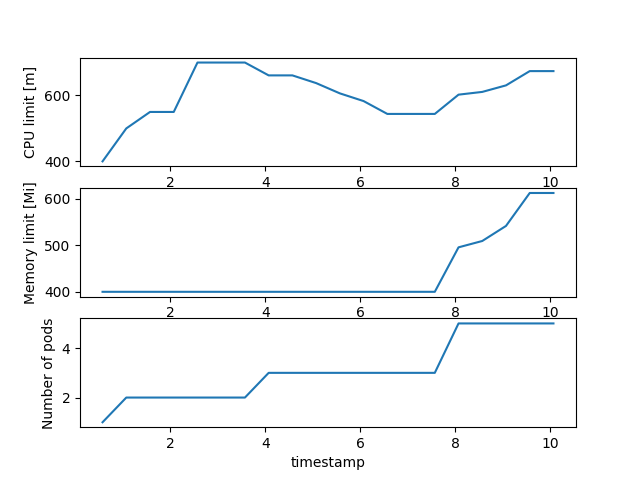 CPU limit [m]
600
400
2 4 6 8 10
Memory limit [Mi]
600
500
400
2 4 6 8 10
Number of pods
4
2
2 4 6 8 10
timestamp